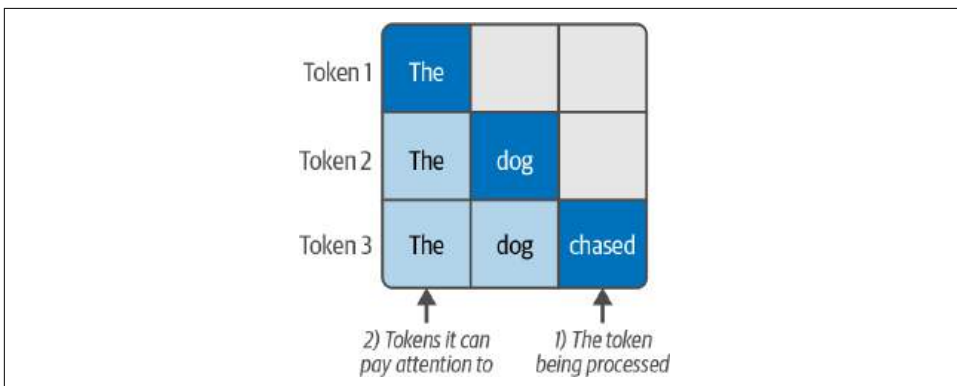 Token 1 The
Token 2 The dog
Token 3 The dog chased
2) Tokens it can
pay attention to
1) The token
being processed